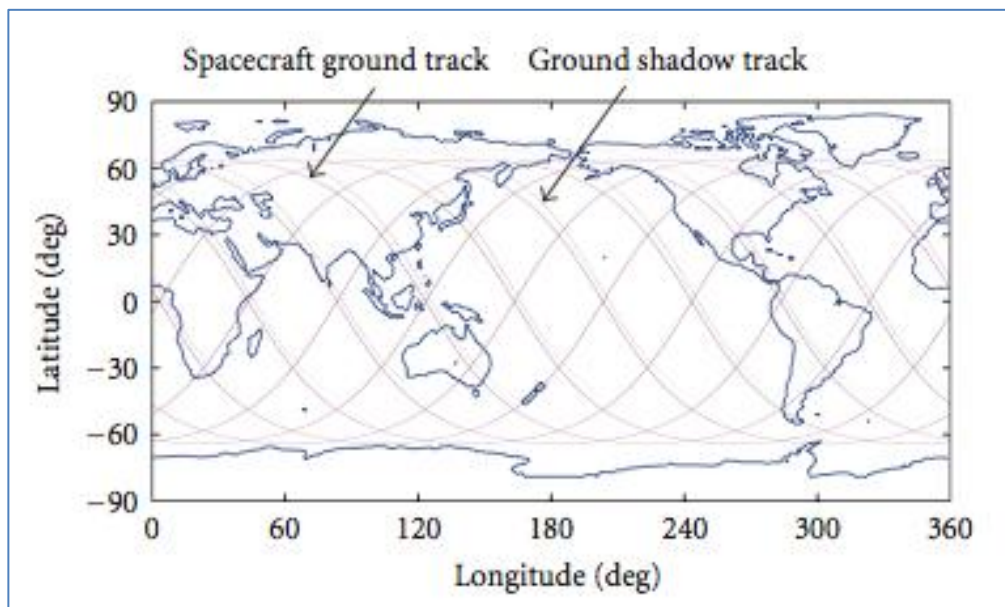 Spacecraft ground track Ground shadow track
90
60
30
0
−30
−60
−90
Latitude (deg)
0 60 120 180 240 300 360
Longitude (deg)